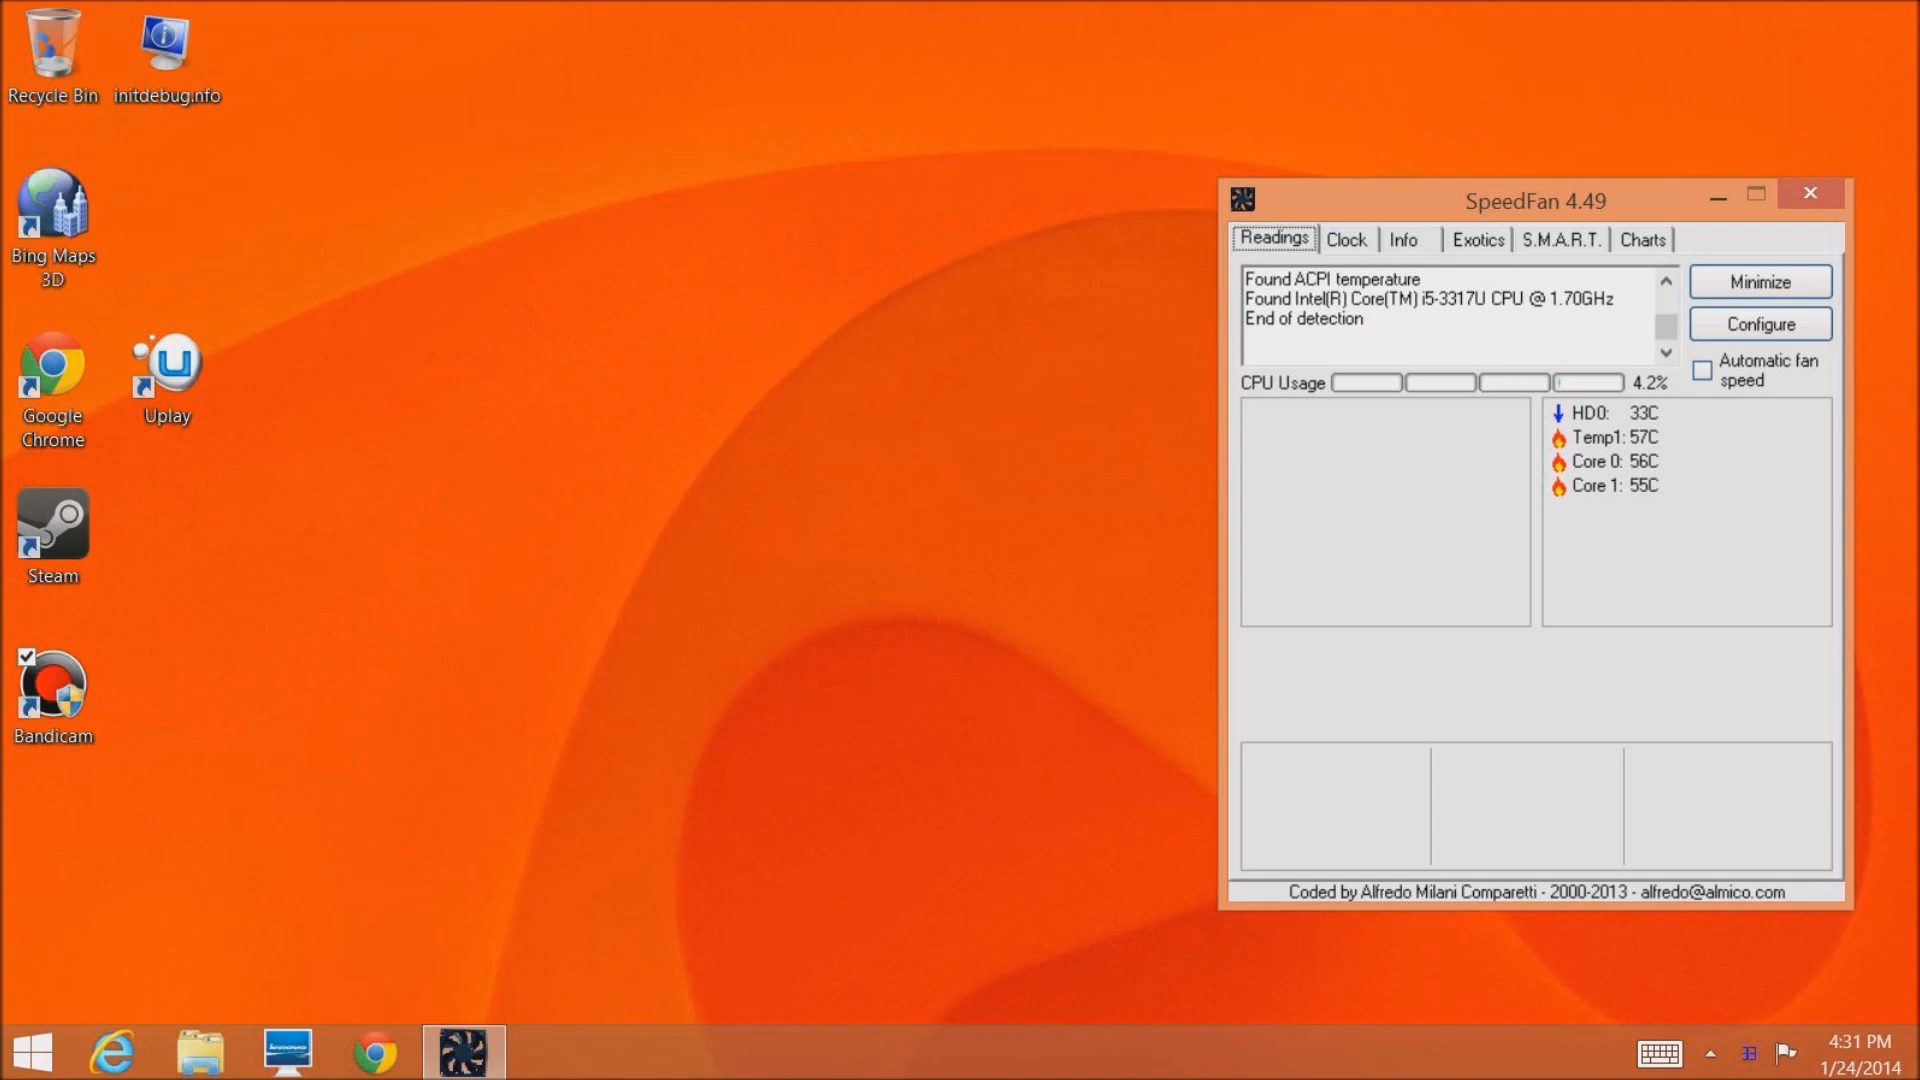 Recycle Bin
initdebug.nfo
Bing Maps
3D
Google
Chrome
Uplay
Steam
Bandicam
SpeedFan 4.49
Readings
Clock
Info
Exotics
S.M.A.R.T.
Charts
Found ACPI temperature
Found Intel(R) Core(TM) i5-3317U CPU @ 1.70GHz
End of detection
Minimize
Configure
Automatic fan
speed
CPU Usage
4.2%
HD0: 33C
Temp1: 57C
Core 0: 56C
Core 1: 55C
Coded by Alfredo Milani Comparetti - 2000-2013 - alfredo@almico.com
lenovo
33
4:31 PM
1/24/2014